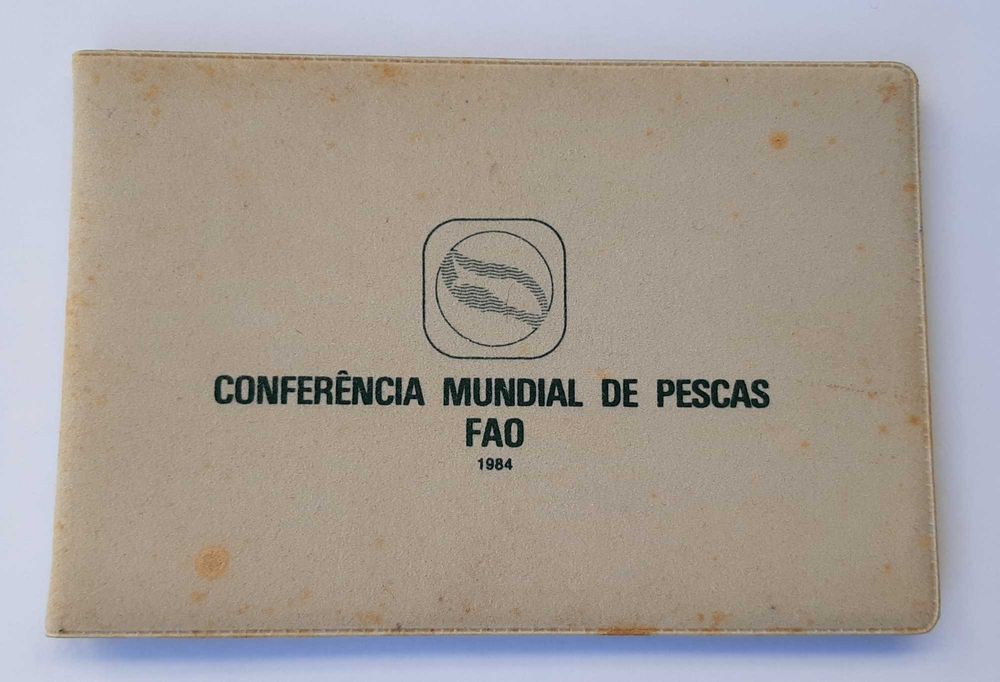 CONFERÊNCIA MUNDIAL DE PESCAS
FAO
1984